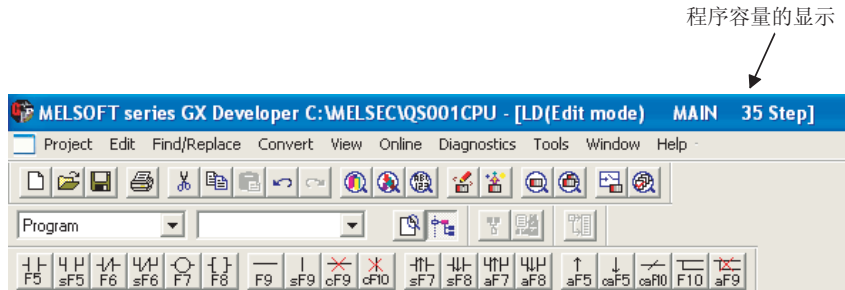 程序容量的显示
MELSOFT series GX Developer C:\MELSEC\QS001CPU - [LD(Edit mode) MAIN 35 Step]
Project Edit Find/Replace Convert View Online Diagnostics Tools Window Help
Program
F5 sF5 F6 sF6 F7 F8 F9 sF9 cF9 cF10 sF7 sF8 aF7 aF8 aF5 caF5 caF10 F10 aF9